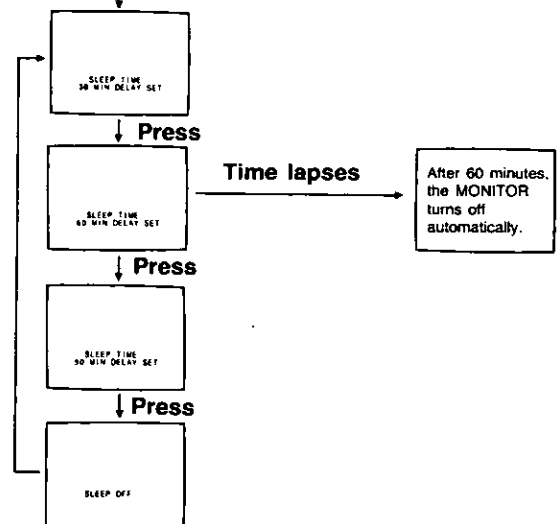 SLEEP TIME
30 MIN DELAY SET
Press
SLEEP TIME
60 MIN DELAY SET
Time lapses
After 60 minutes,
the MONITOR
turns off
automatically.
Press
SLEEP TIME
90 MIN DELAY SET
Press
SLEEP OFF